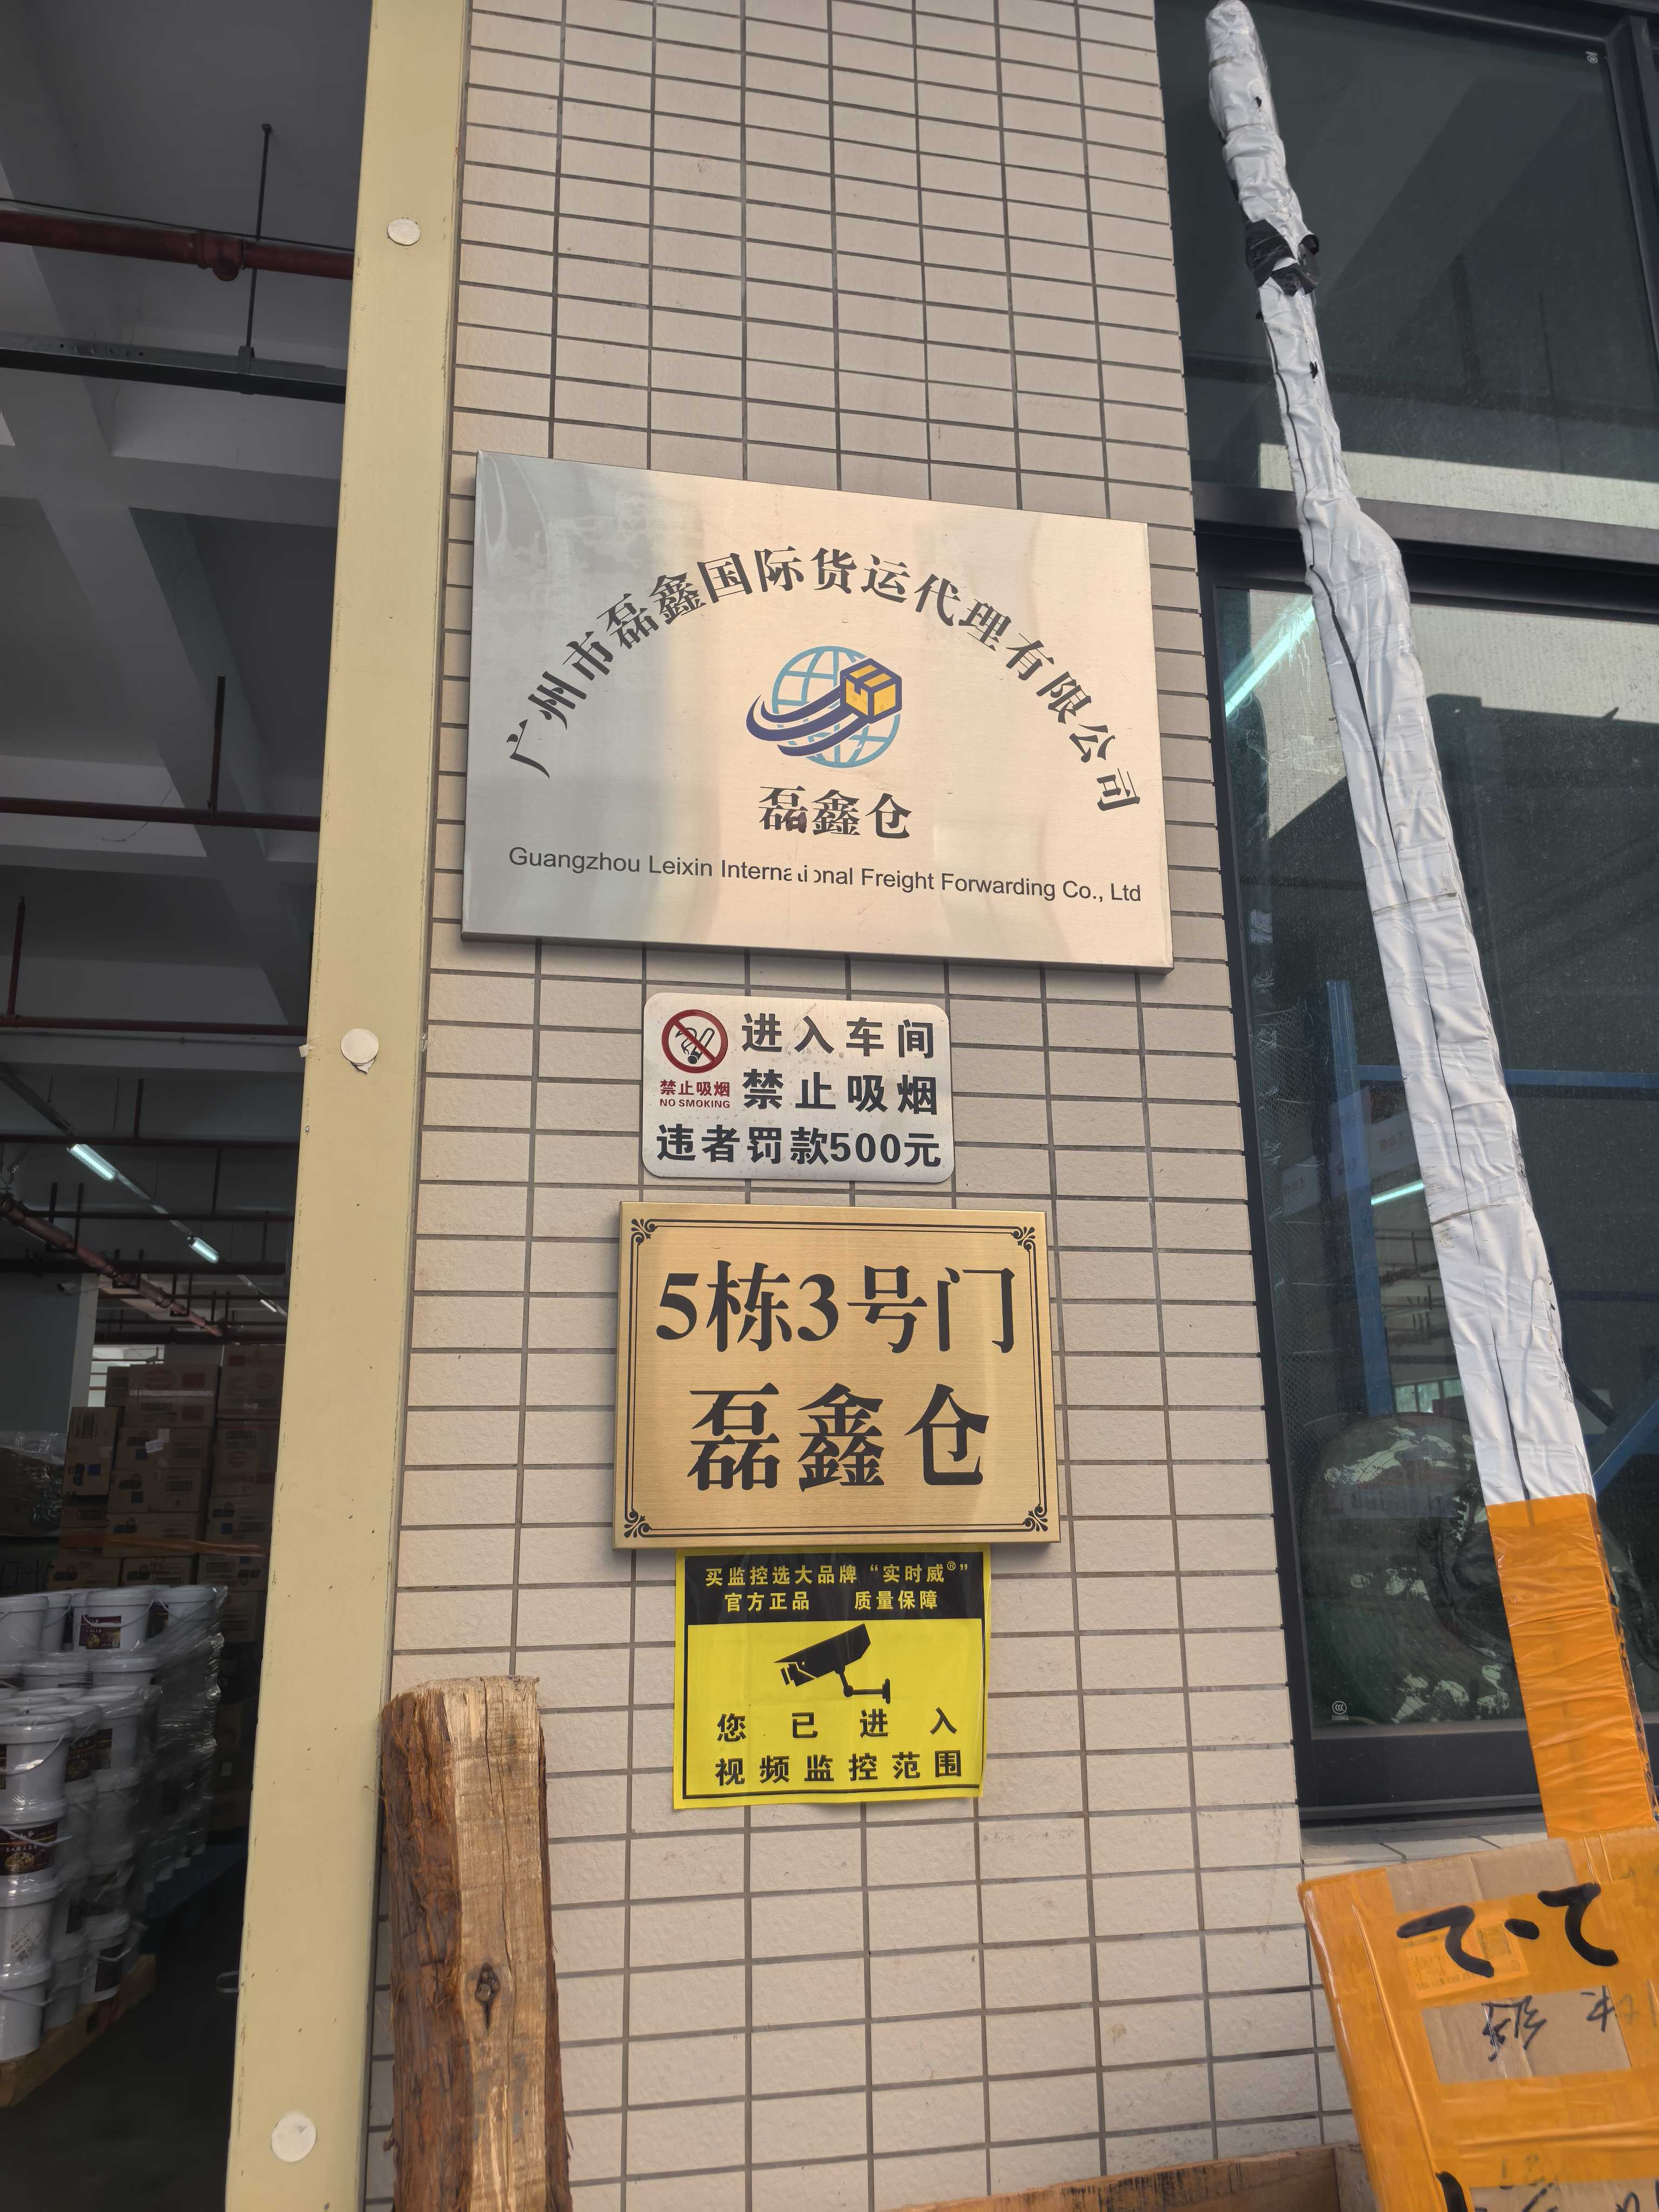 广州市磊鑫国际货运代理有限公司
磊鑫仓
Guangzhou Leixin International Freight Forwarding Co., Ltd
禁止吸烟
NO SMOKING
进入车间
禁止吸烟
违者罚款500元
5栋3号门
磊鑫仓
买监控选大品牌“实时威®”
官方正品 质量保障
您已进入
视频监控范围